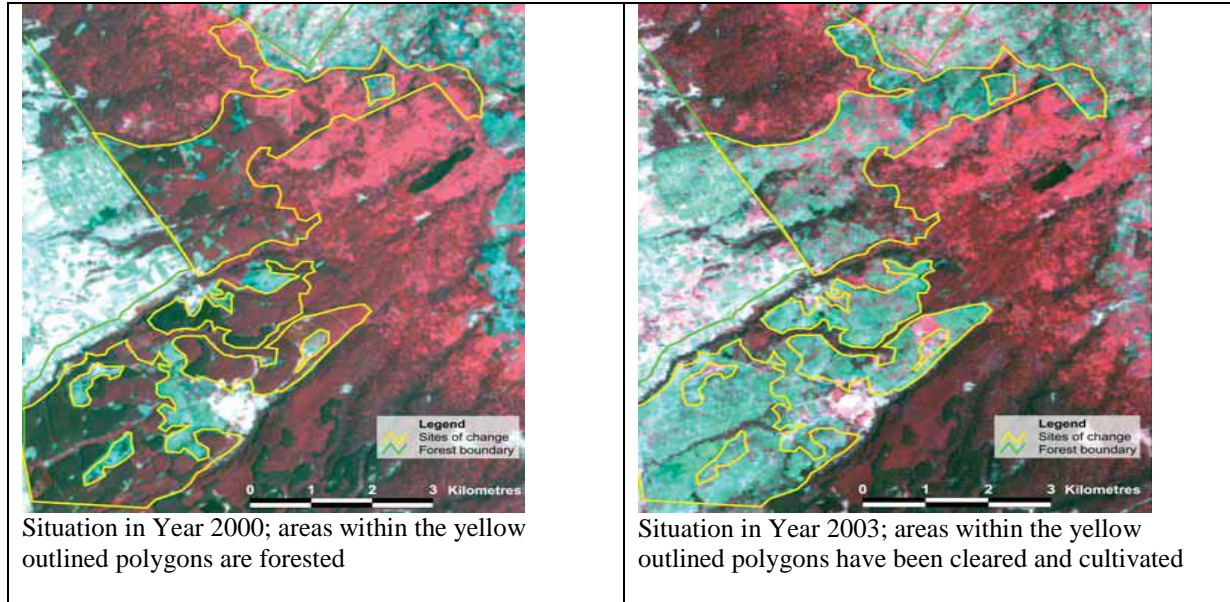 Legend
Sites of change
Forest boundary
0 1 2 3 Kilometres
Situation in Year 2000; areas within the yellow
outlined polygons are forested
Legend
Sites of change
Forest boundary
0 1 2 3 Kilometres
Situation in Year 2003; areas within the yellow
outlined polygons have been cleared and cultivated